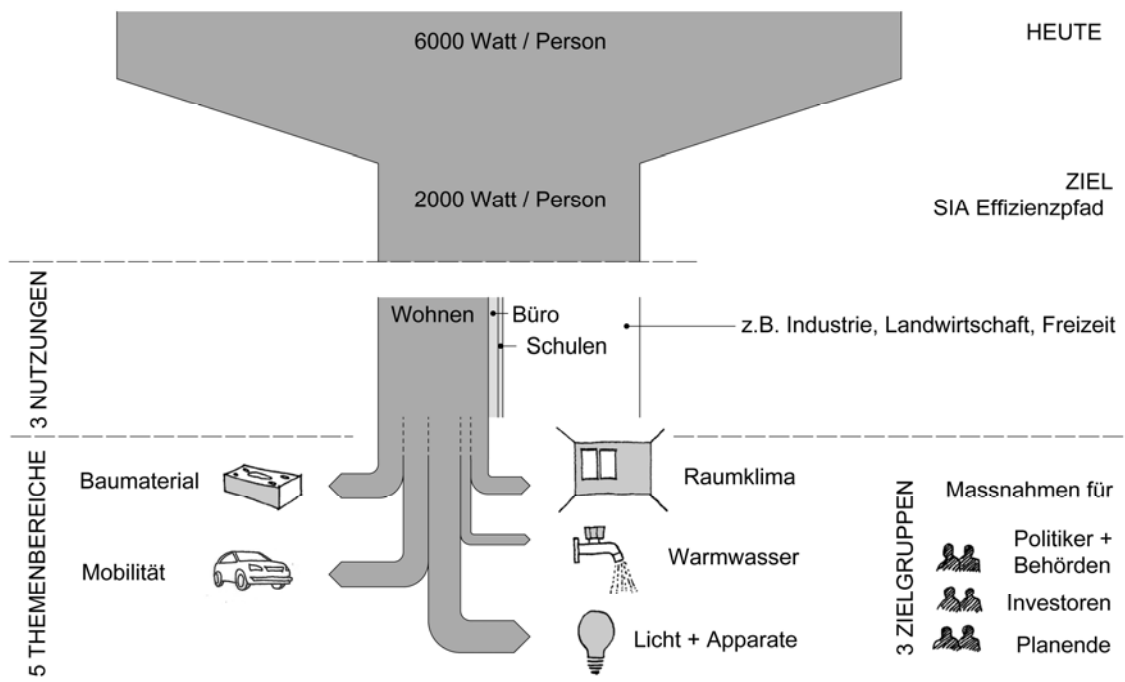 6000 Watt / Person
HEUTE
2000 Watt / Person
ZIEL
SIA Effizienzpfad
3 NUTZUNGEN
Wohnen
Büro
Schulen
z.B. Industrie, Landwirtschaft, Freizeit
5 THEMENBEREICHE
Baumaterial
Mobilität
Raumklima
Warmwasser
Licht + Apparate
3 ZIELGRUPPEN
Massnahmen für
Politiker +
Behörden
Investoren
Planende